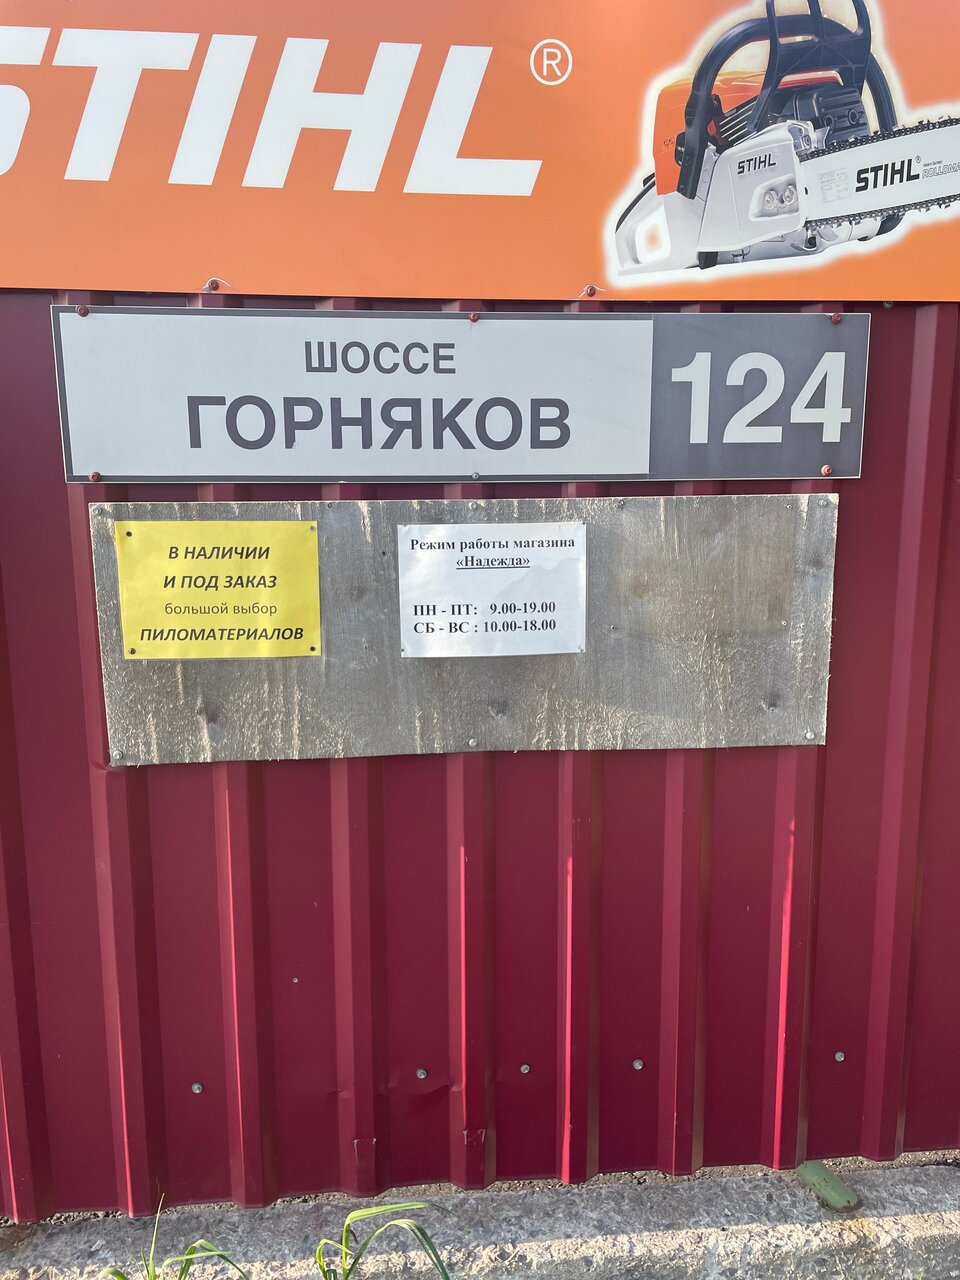 STIHL®
STIHL
STIHL®
ШОССЕ
ГОРНЯКОВ
124
В НАЛИЧИИ
И ПОД ЗАКАЗ
большой выбор
ПИЛОМАТЕРИАЛОВ
Режим работы магазина
«Надежда»
ПН - ПТ: 9.00-19.00
СБ - ВС : 10.00-18.00